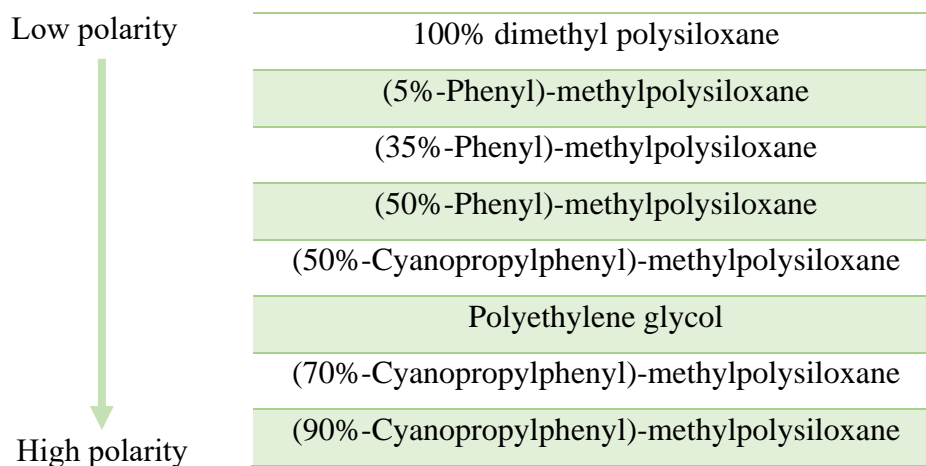 Low polarity
100% dimethyl polysiloxane
(5%-Phenyl)-methylpolysiloxane
(35%-Phenyl)-methylpolysiloxane
(50%-Phenyl)-methylpolysiloxane
(50%-Cyanopropylphenyl)-methylpolysiloxane
Polyethylene glycol
(70%-Cyanopropylphenyl)-methylpolysiloxane
(90%-Cyanopropylphenyl)-methylpolysiloxane
High polarity